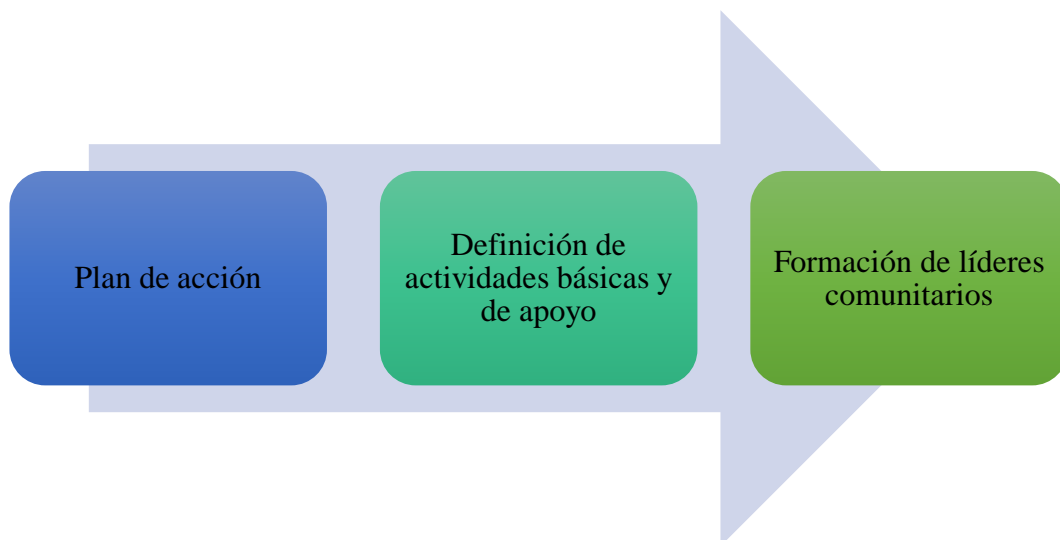 Plan de acción
Definición de
actividades básicas y
de apoyo
Formación de líderes
comunitarios